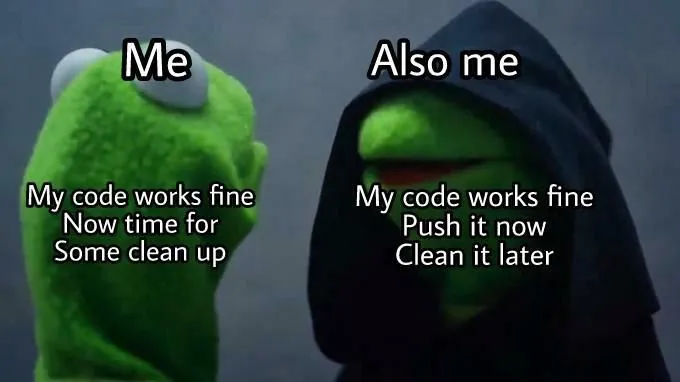 Me
My code works fine
Now time for
Some clean up
Also me
My code works fine
Push it now
Clean it later